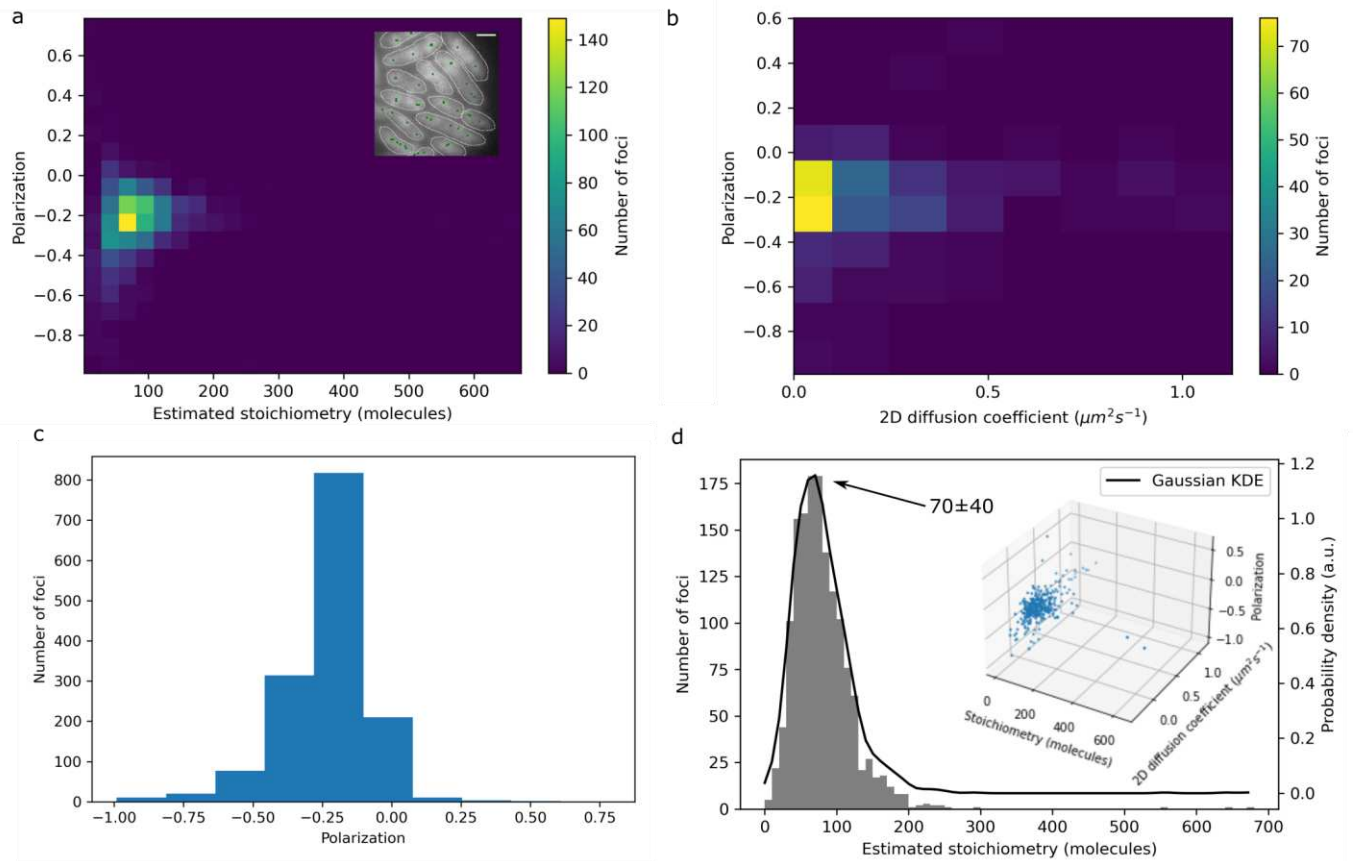 a
0.6
0.4
0.2
0.0
−0.2
−0.4
−0.6
−0.8
Polarization
100 200 300 400 500 600
Estimated stoichiometry (molecules)
140
120
100
80
60
40
20
0
Number of foci
b
0.6
0.4
0.2
0.0
−0.2
−0.4
−0.6
−0.8
Polarization
0.0 0.5 1.0
2D diffusion coefficient (μm²s⁻¹)
70
60
50
40
30
20
10
0
Number of foci
c
800
700
600
500
400
300
200
100
0
Number of foci
−1.00 −0.75 −0.50 −0.25 0.00 0.25 0.50 0.75
Polarization
d
175
150
125
100
75
50
25
0
Number of foci
0 100 200 300 400 500 600 700
Estimated stoichiometry (molecules)
70±40
Gaussian KDE
1.2
1.0
0.8
0.6
0.4
0.2
0.0
Probability density (a.u.)
0.5
0.0
−0.5
−1.0
Polarization
0 200 400 600
Stoichiometry (molecules)
0.0 0.5 1.0
2D diffusion coefficient (μm²s⁻¹)